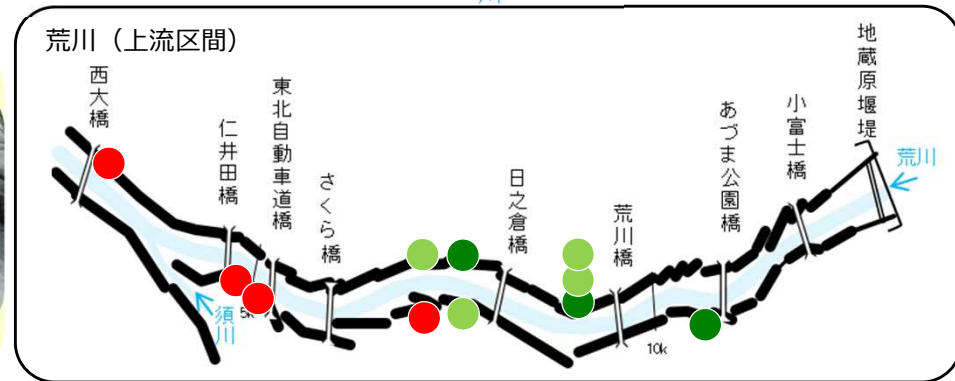 荒川（上流区間）
西大橋
仁井田橋
東北自動車道橋
さくら橋
日之倉橋
荒川橋
あづま公園橋
小富士橋
地蔵原堰堤
荒川
須川
5k
10k